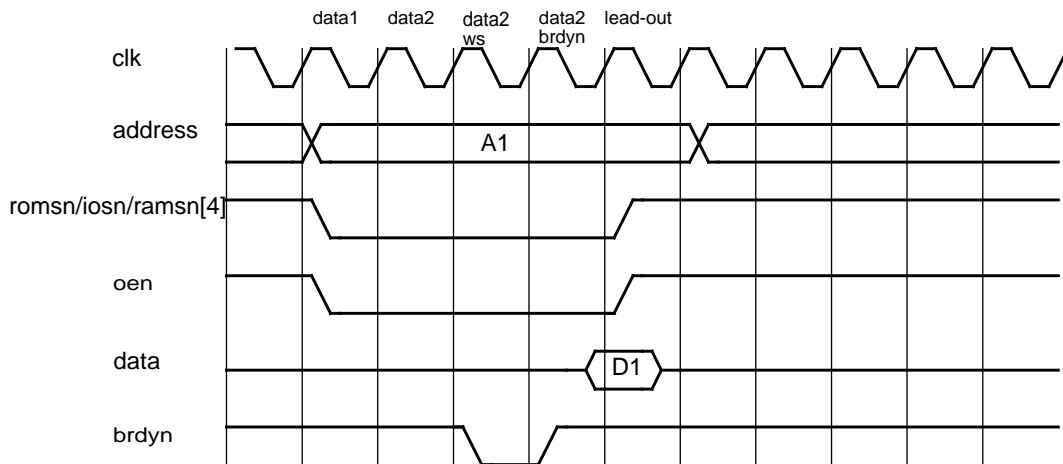 data1 data2 data2 data2 lead-out
ws brdyn
clk
address
A1
romsn/iosn/ramsn[4]
oen
data
D1
brdyn